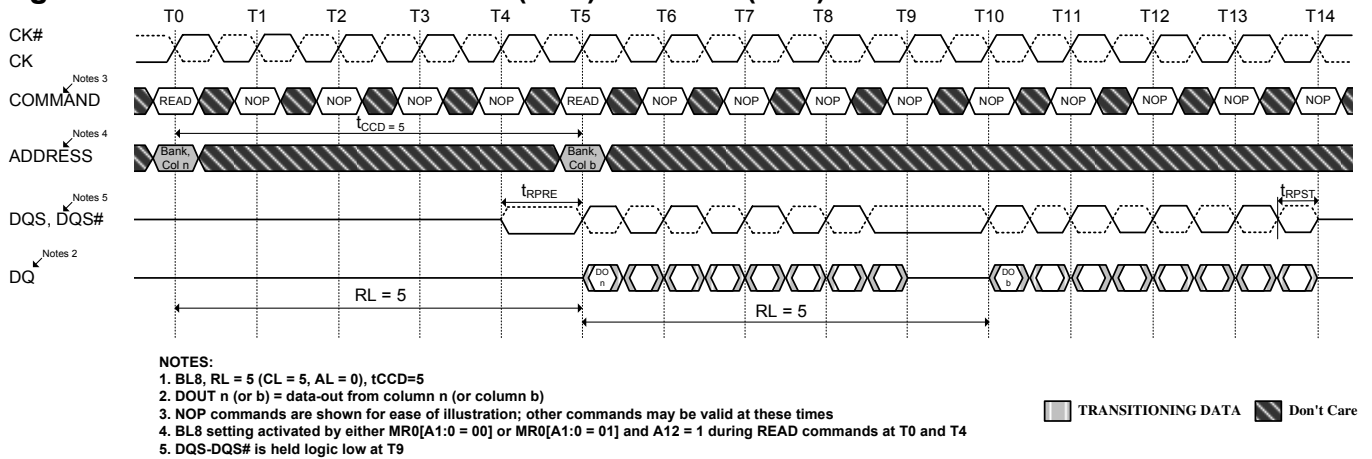 T0 T1 T2 T3 T4 T5 T6 T7 T8 T9 T10 T11 T12 T13 T14
CK#
CK
Notes 3
COMMAND READ NOP NOP NOP NOP READ NOP NOP NOP NOP NOP NOP NOP NOP NOP
tCCD = 5
Notes 4
ADDRESS
Bank, Col n
Bank, Col b
Notes 5
DQS, DQS#
tRPRE
tRPST
Notes 2
DQ
DO n
DO b
RL = 5
RL = 5
NOTES:
1. BL8, RL = 5 (CL = 5, AL = 0), tCCD=5
2. DOUT n (or b) = data-out from column n (or column b)
3. NOP commands are shown for ease of illustration; other commands may be valid at these times
4. BL8 setting activated by either MR0[A1:0 = 00] or MR0[A1:0 = 01] and A12 = 1 during READ commands at T0 and T4
5. DQS-DQS# is held logic low at T9
TRANSITIONING DATA Don't Care